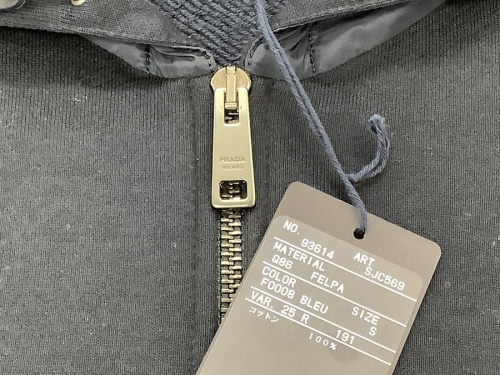 PRADA
MILANO
NO. ART
93614 SJC569
MATERIAL
Q86 FELPA
COLOR SIZE
F0008 BLEU S
VAR. 25 R 191
コットン
100%